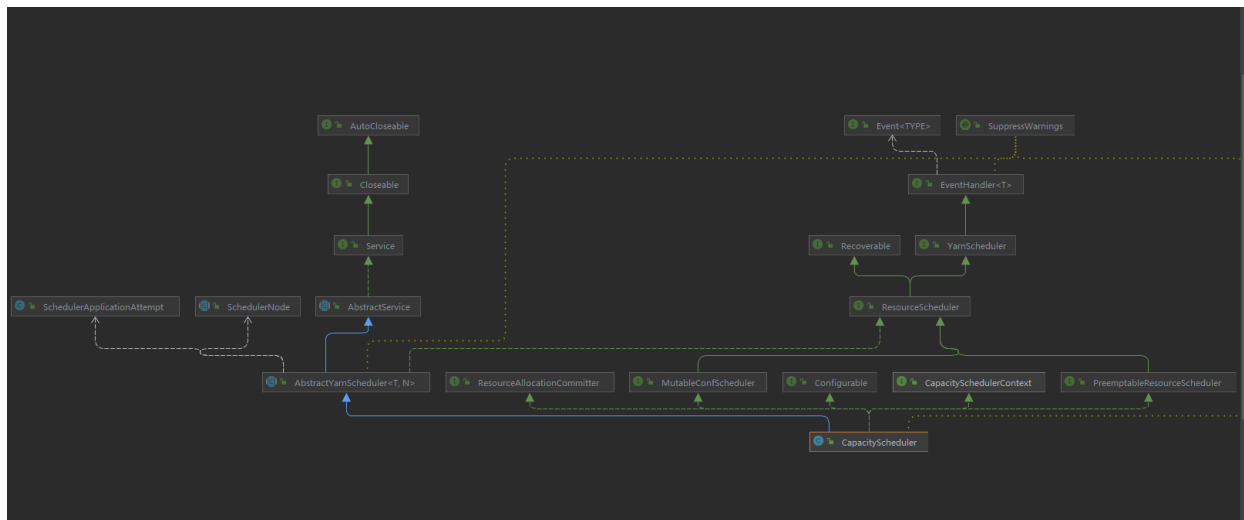 AutoCloseable
Event<TYPE>
SuppressWarnings
Closeable
EventHandler<T>
Service
Recoverable
YarnScheduler
SchedulerApplicationAttempt
SchedulerNode
AbstractService
ResourceScheduler
AbstractYarnScheduler<T, N>
ResourceAllocationCommitter
MutableConfScheduler
Configurable
CapacitySchedulerContext
PreemptableResourceScheduler
CapacityScheduler